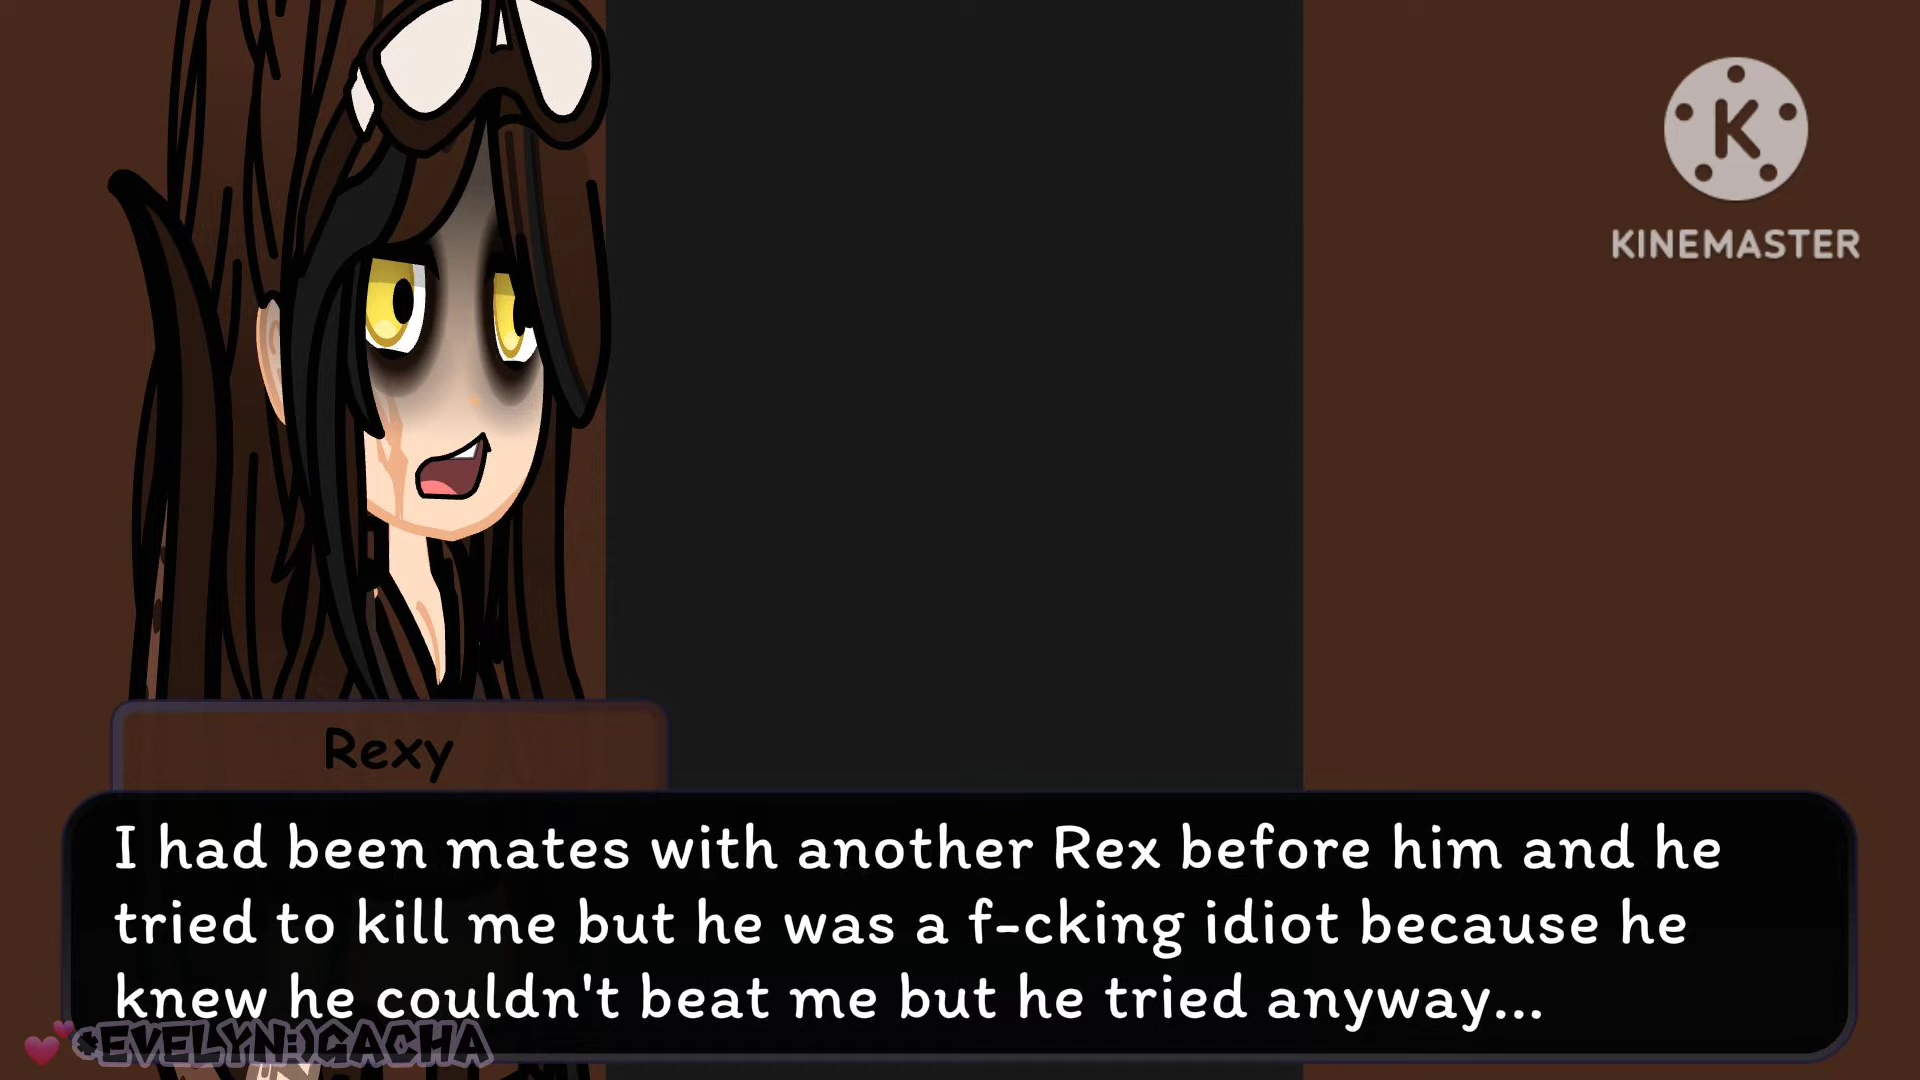 K
KINEMASTER
Rexy
I had been mates with another Rex before him and he
tried to kill me but he was a f-cking idiot because he
knew he couldn't beat me but he tried anyway...
💕*EVELYN:)GACHA